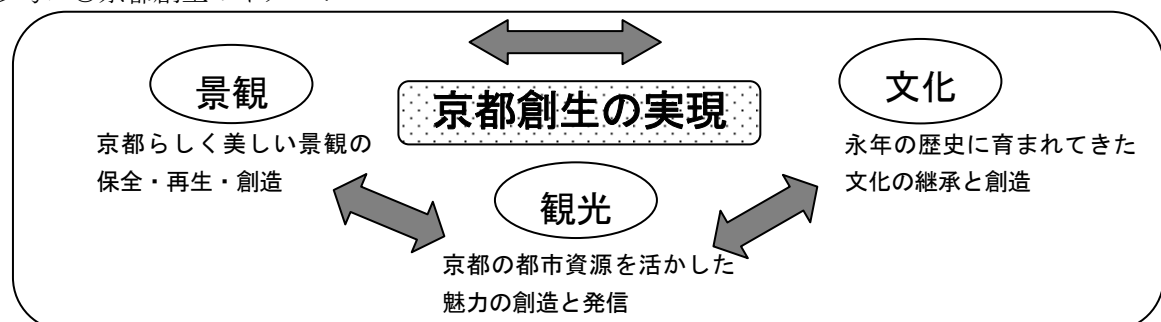 景観
京都らしく美しい景観の
保全・再生・創造
京都創生の実現
文化
永年の歴史に育まれてきた
文化の継承と創造
観光
京都の都市資源を活かした
魅力の創造と発信